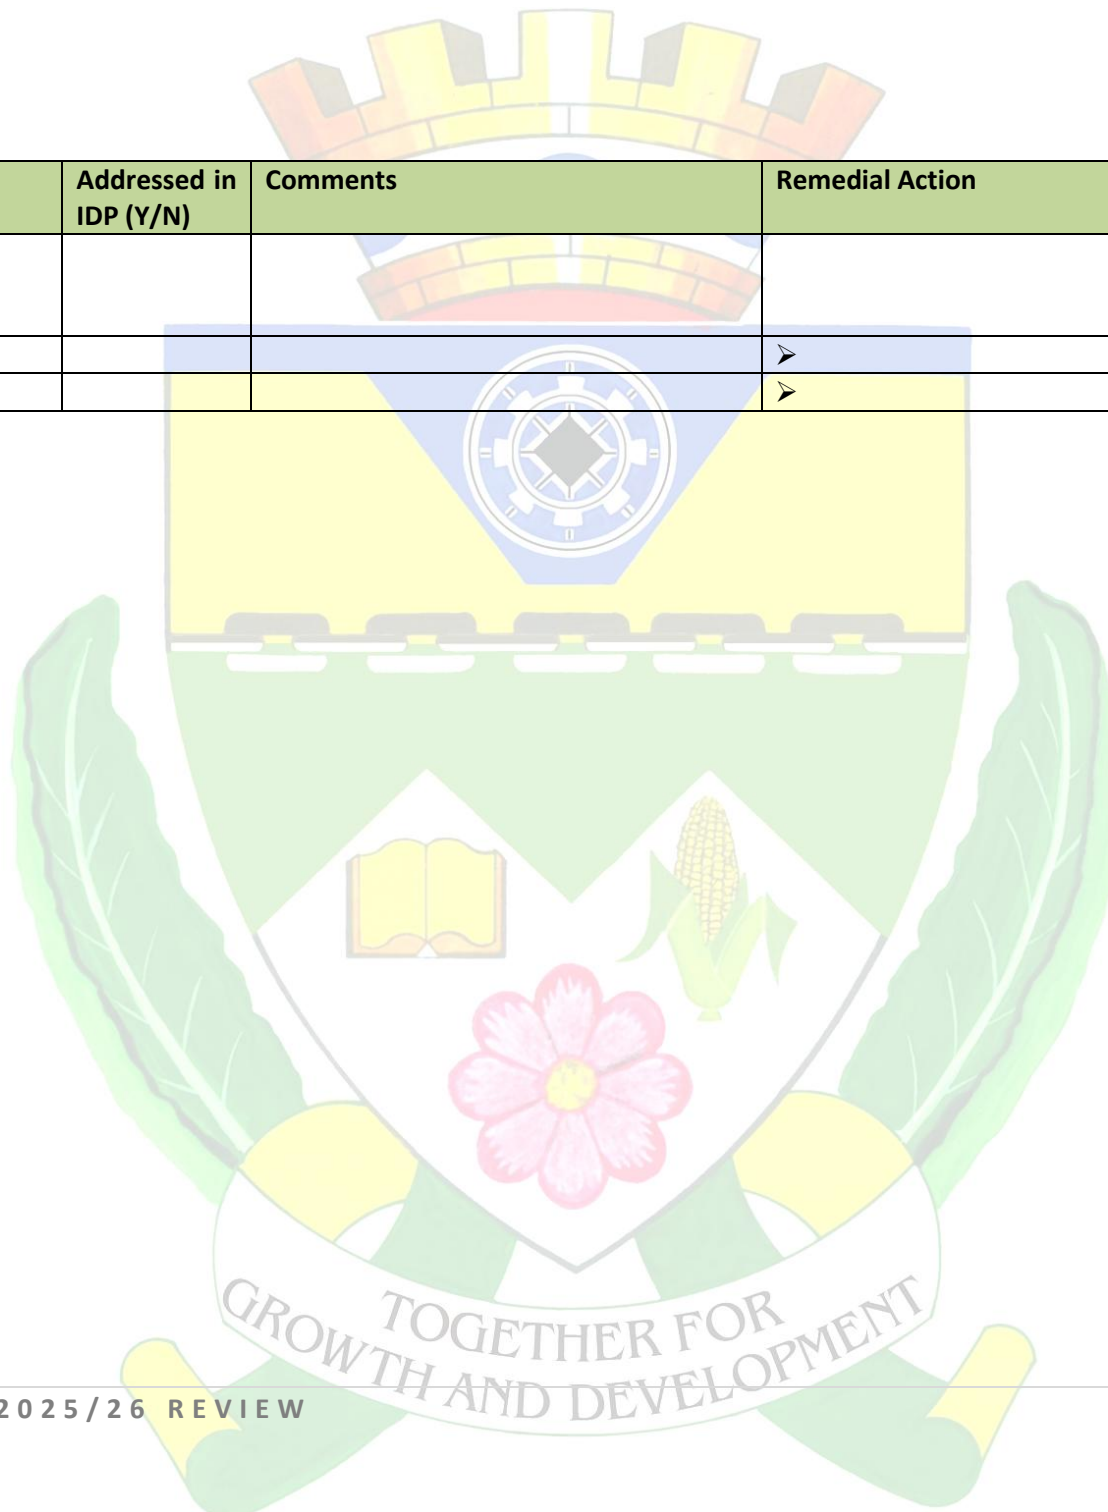 Addressed in Comments Remedial Action
IDP (Y/N)
➢
➢
TOGETHER FOR
GROWTH AND DEVELOPMENT
2025/26 REVIEW